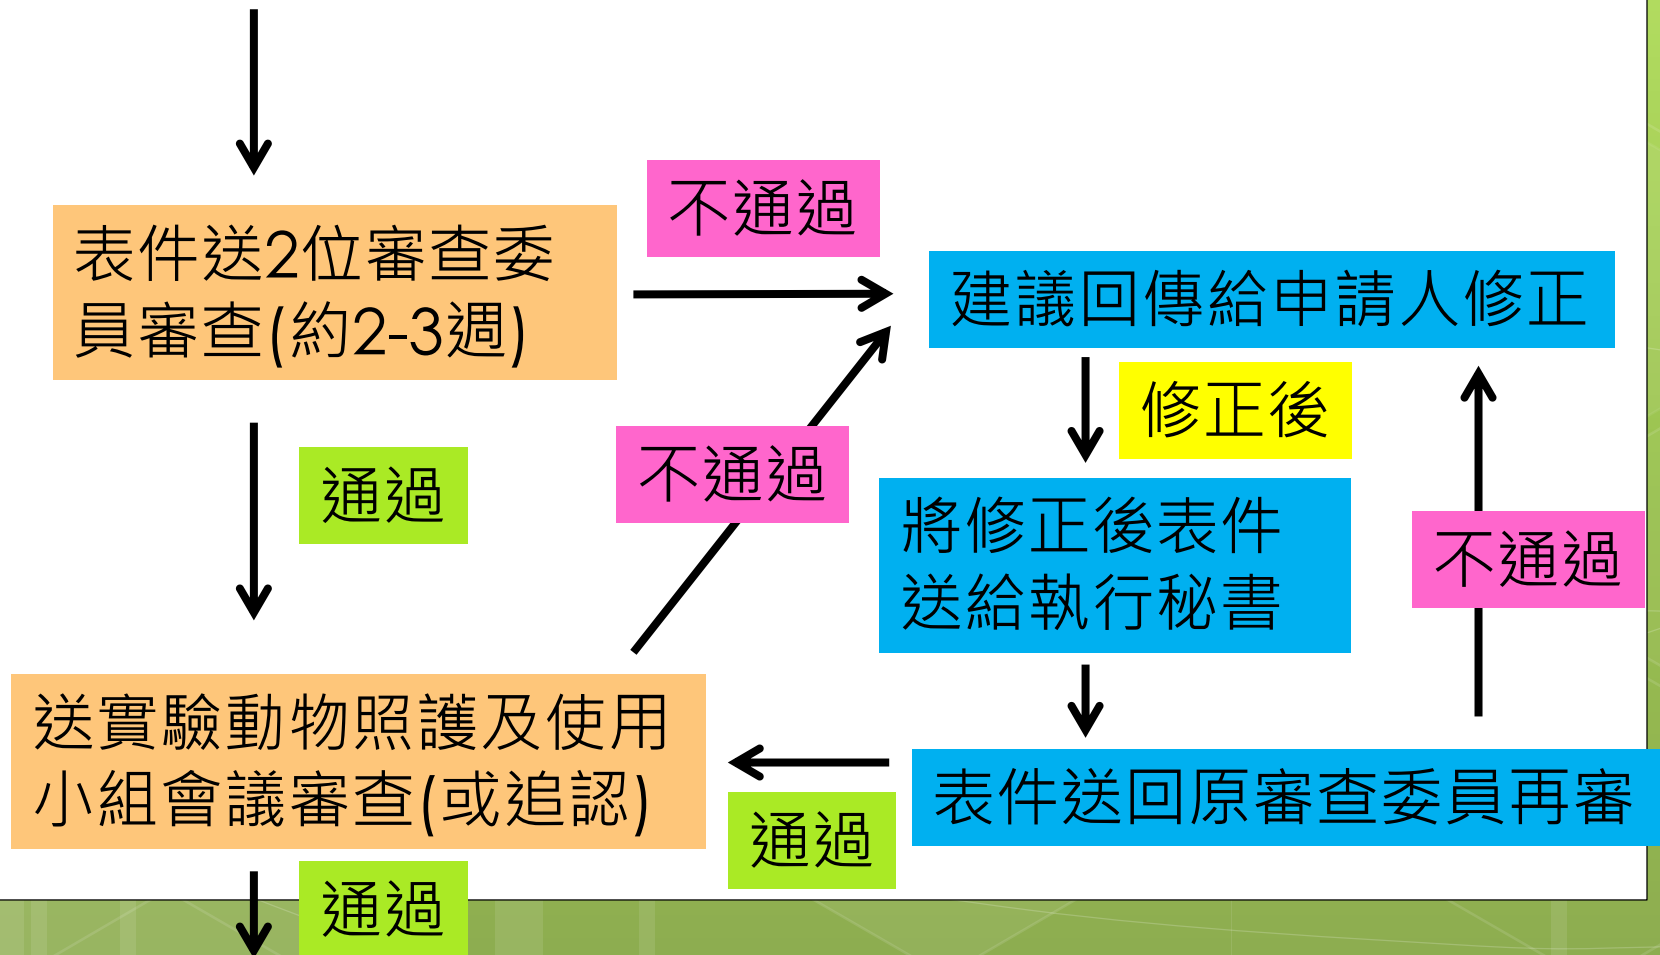 不通過
表件送2位審查委
員審查(約2-3週)
建議回傳給申請人修正
修正後
通過
不通過
將修正後表件
送給執行秘書
不通過
送實驗動物照護及使用
小組會議審查(或追認)
表件送回原審查委員再審
通過
通過